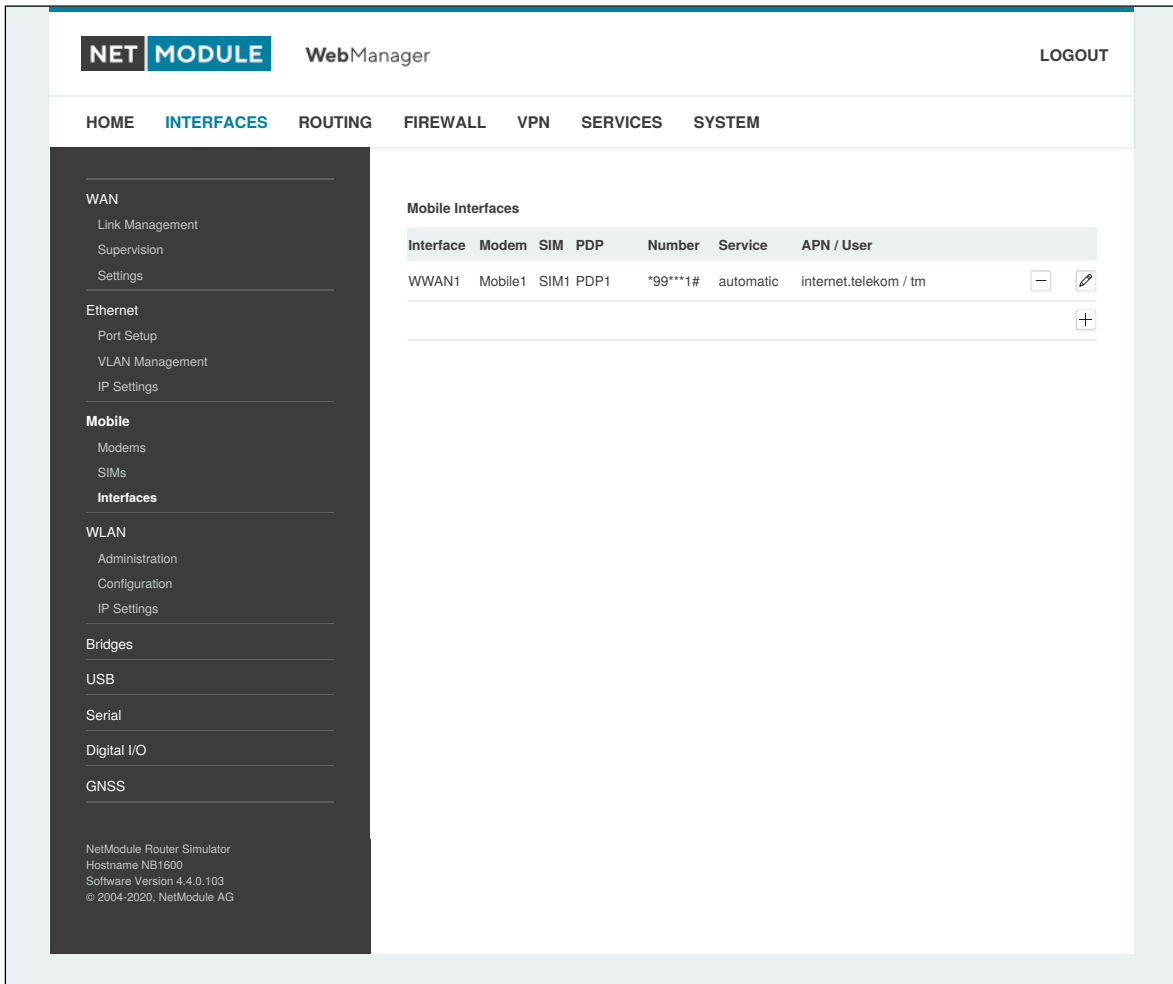 NET MODULE WebManager LOGOUT
HOME INTERFACES ROUTING FIREWALL VPN SERVICES SYSTEM
WAN
Link Management
Supervision
Settings
Ethernet
Port Setup
VLAN Management
IP Settings
Mobile
Modems
SIMs
Interfaces
WLAN
Administration
Configuration
IP Settings
Bridges
USB
Serial
Digital I/O
GNSS
NetModule Router Simulator
Hostname NB1600
Software Version 4.4.0.103
© 2004-2020, NetModule AG
Mobile Interfaces
Interface Modem SIM PDP Number Service APN / User
WWAN1 Mobile1 SIM1 PDP1 *99***1# automatic internet.telekom / tm